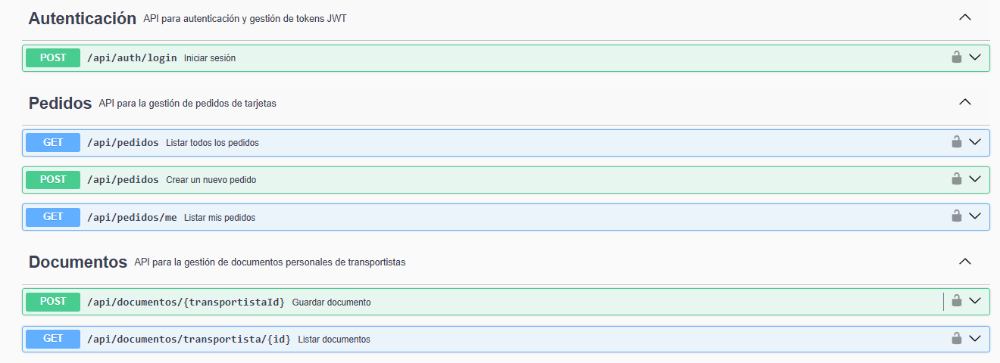 Autenticación API para autenticación y gestión de tokens JWT
POST /api/auth/login Iniciar sesión
Pedidos API para la gestión de pedidos de tarjetas
GET /api/pedidos Listar todos los pedidos
POST /api/pedidos Crear un nuevo pedido
GET /api/pedidos/me Listar mis pedidos
Documentos API para la gestión de documentos personales de transportistas
POST /api/documentos/{transportistaId} Guardar documento
GET /api/documentos/transportista/{id} Listar documentos